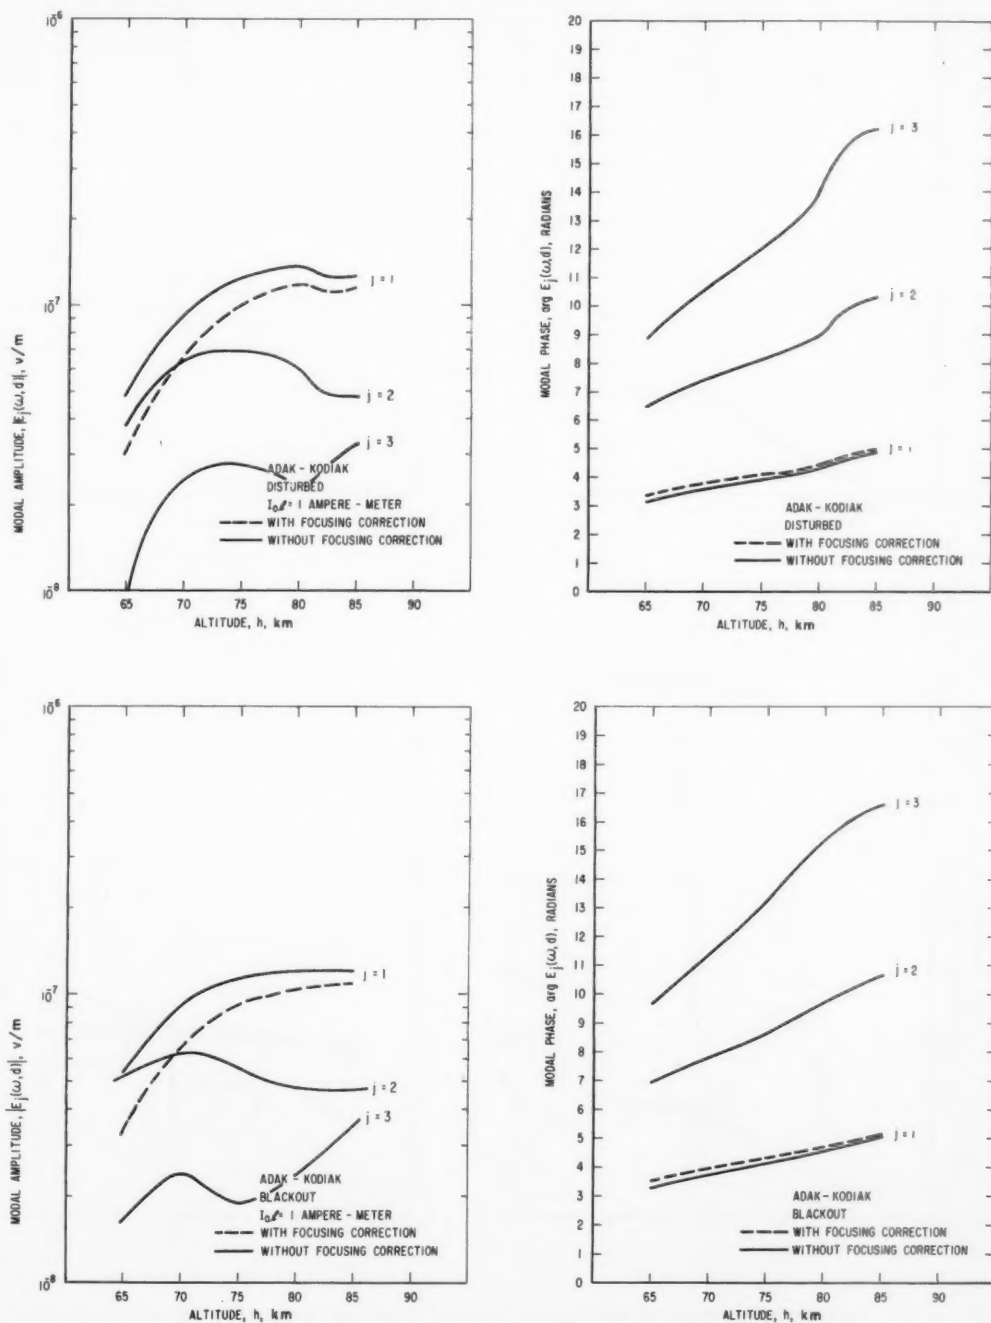 10⁻⁶
10⁻⁷
10⁻⁸
MODAL AMPLITUDE, |Eⱼ(ω,d)|, v/m
j = 1
j = 2
j = 3
ADAK - KODIAK
DISTURBED
I₀ℓ = 1 AMPERE - METER
WITH FOCUSING CORRECTION
WITHOUT FOCUSING CORRECTION
65 70 75 80 85 90
ALTITUDE, h, km
20
19
18
17
16
15
14
13
12
11
10
9
8
7
6
5
4
3
2
1
0
MODAL PHASE, arg Eⱼ(ω,d), RADIANS
j = 3
j = 2
j = 1
ADAK - KODIAK
DISTURBED
WITH FOCUSING CORRECTION
WITHOUT FOCUSING CORRECTION
65 70 75 80 85 90
ALTITUDE, h, km
10⁻⁶
10⁻⁷
10⁻⁸
MODAL AMPLITUDE, |Eⱼ(ω,d)|, v/m
j = 1
j = 2
j = 3
ADAK - KODIAK
BLACKOUT
I₀ℓ = 1 AMPERE - METER
WITH FOCUSING CORRECTION
WITHOUT FOCUSING CORRECTION
65 70 75 80 85 90
ALTITUDE, h, km
20
19
18
17
16
15
14
13
12
11
10
9
8
7
6
5
4
3
2
1
0
MODAL PHASE, arg Eⱼ(ω,d), RADIANS
j = 3
j = 2
j = 1
ADAK - KODIAK
BLACKOUT
WITH FOCUSING CORRECTION
WITHOUT FOCUSING CORRECTION
65 70 75 80 85 90
ALTITUDE, h, km